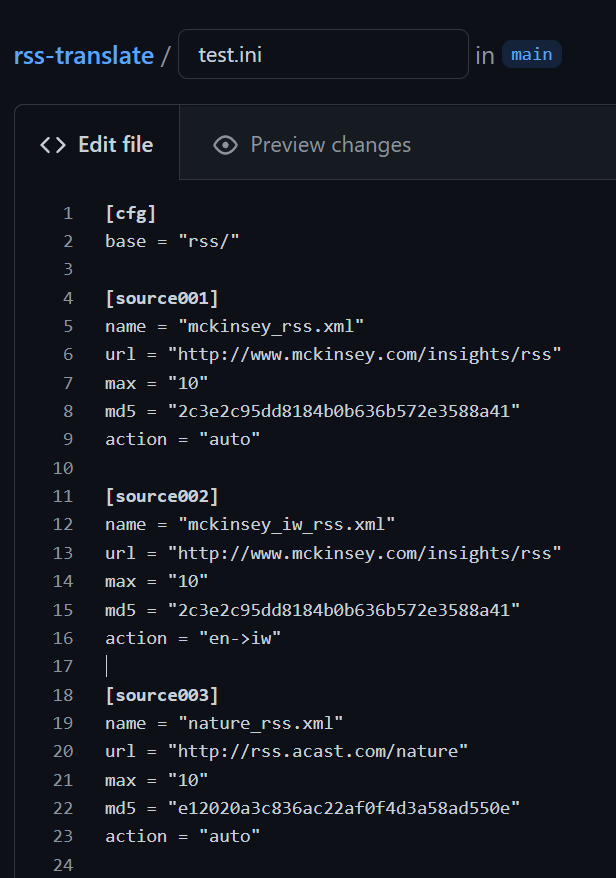 rss-translate / test.ini in main
<> Edit file Preview changes
1 [cfg]
2 base = "rss/"
3
4 [source001]
5 name = "mckinsey_rss.xml"
6 url = "http://www.mckinsey.com/insights/rss"
7 max = "10"
8 md5 = "2c3e2c95dd8184b0b636b572e3588a41"
9 action = "auto"
10
11 [source002]
12 name = "mckinsey_iw_rss.xml"
13 url = "http://www.mckinsey.com/insights/rss"
14 max = "10"
15 md5 = "2c3e2c95dd8184b0b636b572e3588a41"
16 action = "en->iw"
17
18 [source003]
19 name = "nature_rss.xml"
20 url = "http://rss.acast.com/nature"
21 max = "10"
22 md5 = "e12020a3c836ac22af0f4d3a58ad550e"
23 action = "auto"
24